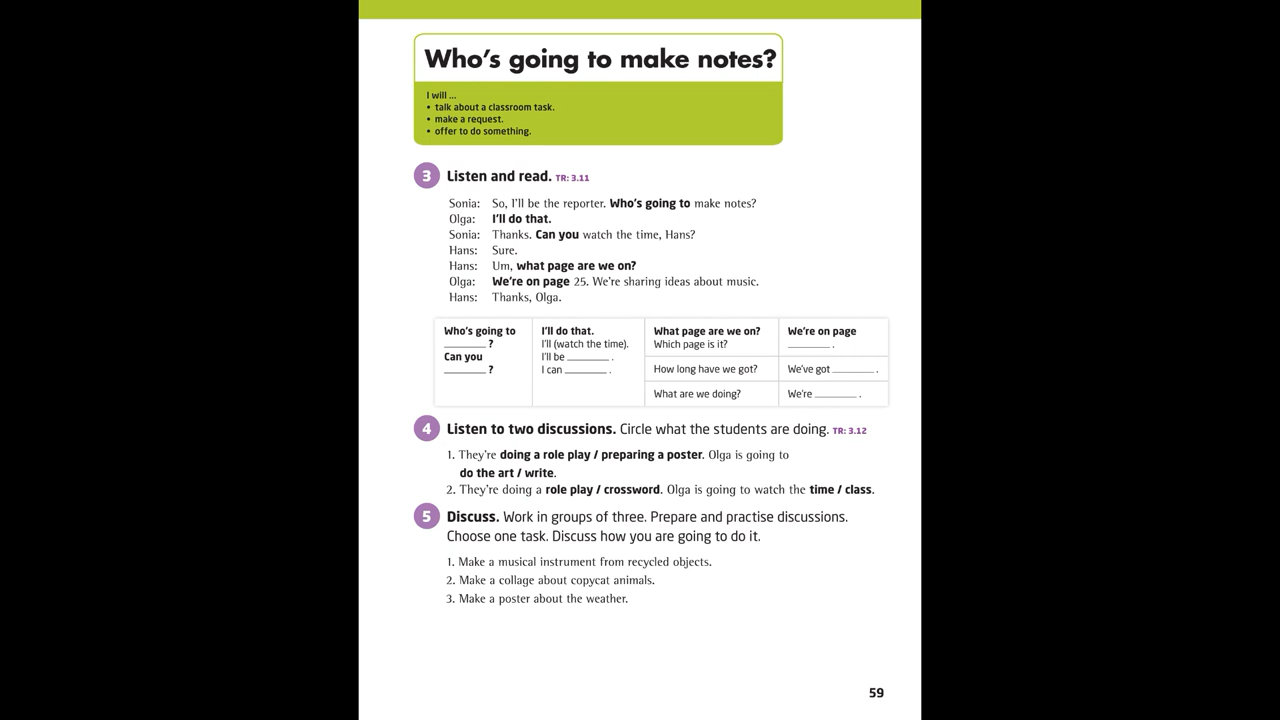 Who's going to make notes?
I will ...
• talk about a classroom task.
• make a request.
• offer to do something.
3 Listen and read. TR: 3.11
Sonia: So, I'll be the reporter. Who's going to make notes?
Olga: I'll do that.
Sonia: Thanks. Can you watch the time, Hans?
Hans: Sure.
Hans: Um, what page are we on?
Olga: We're on page 25. We're sharing ideas about music.
Hans: Thanks, Olga.
Who's going to
________ ?
Can you
________ ?
I'll do that.
I'll (watch the time).
I'll be ________ .
I can ________ .
What page are we on?
Which page is it?
We're on page
________ .
How long have we got?
We've got ________ .
What are we doing?
We're ________ .
4 Listen to two discussions. Circle what the students are doing. TR: 3.12
1. They're doing a role play / preparing a poster. Olga is going to
do the art / write.
2. They're doing a role play / crossword. Olga is going to watch the time / class.
5 Discuss. Work in groups of three. Prepare and practise discussions.
Choose one task. Discuss how you are going to do it.
1. Make a musical instrument from recycled objects.
2. Make a collage about copycat animals.
3. Make a poster about the weather.
59